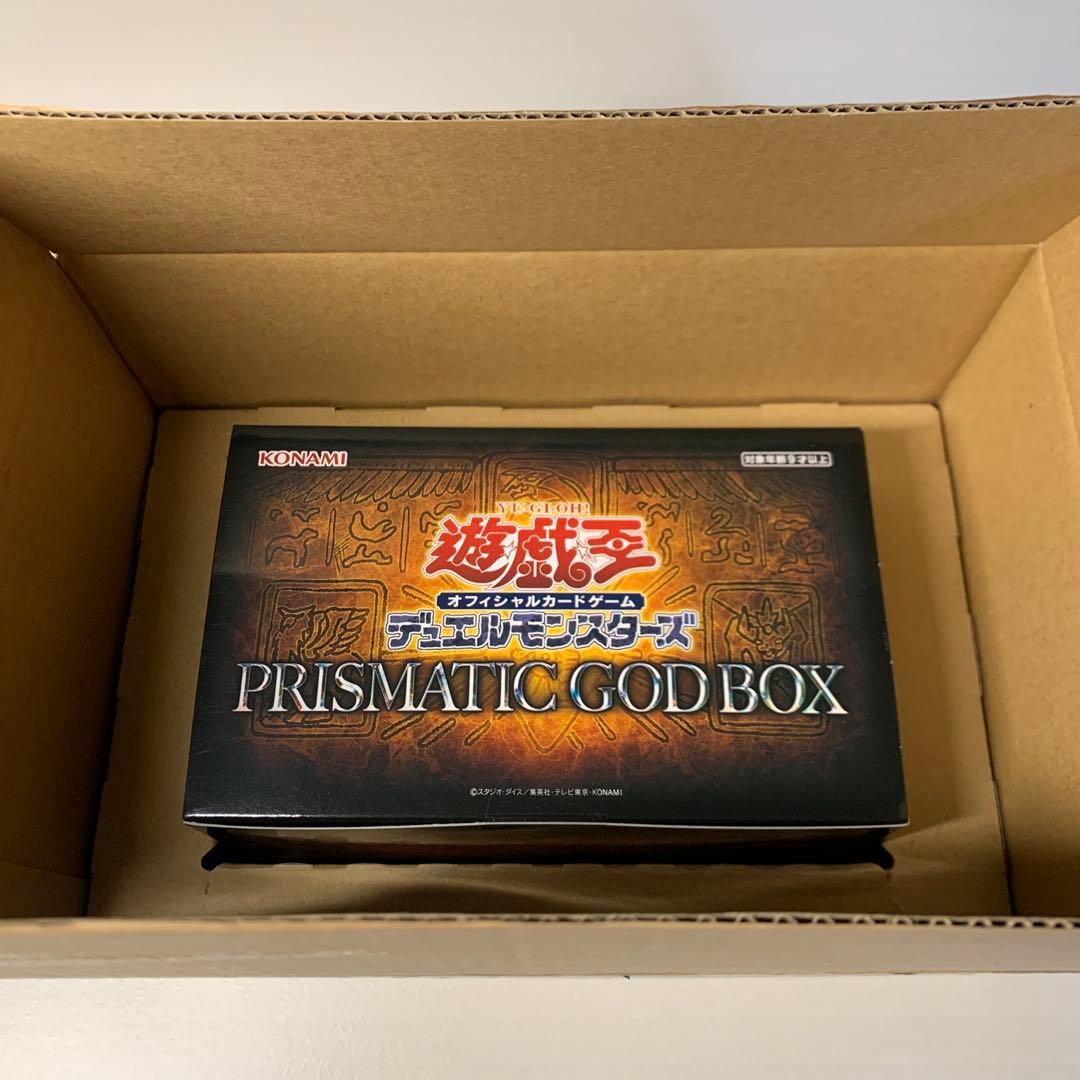 KONAMI
対象年齢9才以上
YU-GI-OH!
遊☆戯☆王
オフィシャルカードゲーム
デュエルモンスターズ
PRISMATIC GOD BOX
©スタジオ・ダイス／集英社・テレビ東京・KONAMI